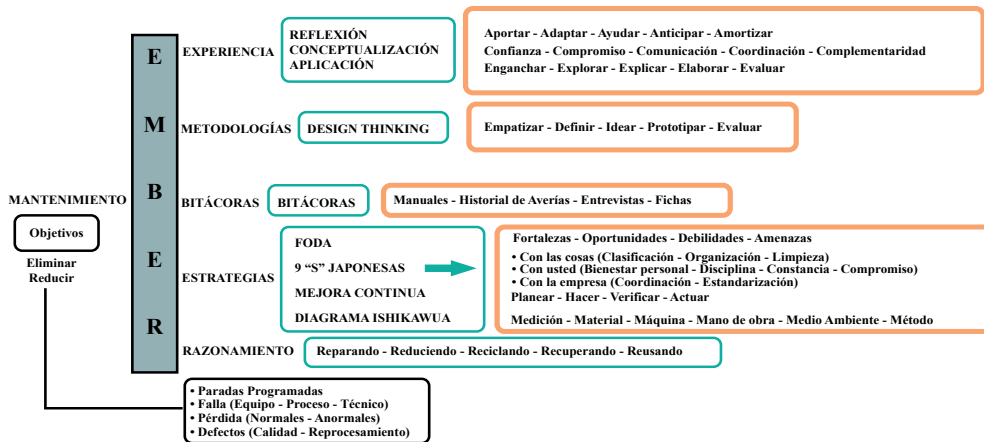 MANTENIMIENTO
Objetivos
Eliminar
Reducir
E
M
B
E
R
EXPERIENCIA
REFLEXIÓN
CONCEPTUALIZACIÓN
APLICACIÓN
Aportar - Adaptar - Ayudar - Anticipar - Amortizar
Confianza - Compromiso - Comunicación - Coordinación - Complementaridad
Enganchar - Explorar - Explicar - Elaborar - Evaluar
METODOLOGÍAS
DESIGN THINKING
Empatizar - Definir - Idear - Prototipar - Evaluar
BITÁCORAS
BITÁCORAS
Manuales - Historial de Averías - Entrevistas - Fichas
ESTRATEGIAS
FODA
9 “S” JAPONESAS
MEJORA CONTINUA
DIAGRAMA ISHIKAWUA
Fortalezas - Oportunidades - Debilidades - Amenazas
• Con las cosas (Clasificación - Organización - Limpieza)
• Con usted (Bienestar personal - Disciplina - Constancia - Compromiso)
• Con la empresa (Coordinación - Estandarización)
Planear - Hacer - Verificar - Actuar
Medición - Material - Máquina - Mano de obra - Medio Ambiente - Método
RAZONAMIENTO
Reparando - Reduciendo - Reciclando - Recuperando - Reusando
• Paradas Programadas
• Falla (Equipo - Proceso - Técnico)
• Pérdida (Normales - Anormales)
• Defectos (Calidad - Reprocesamiento)